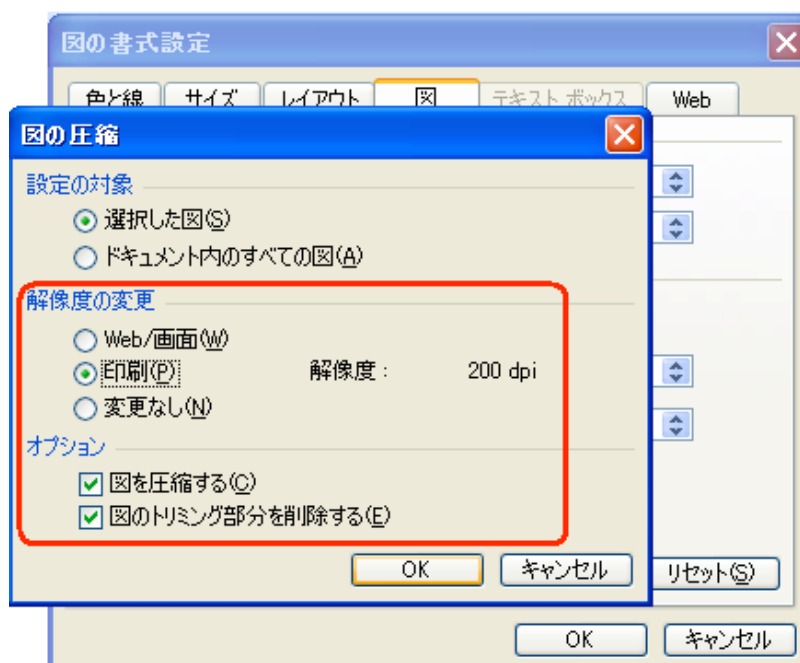 図の書式設定
色と線 サイズ レイアウト 図 テキスト ボックス Web
図の圧縮
設定の対象
選択した図(S)
ドキュメント内のすべての図(A)
解像度の変更
Web/画面(W)
印刷(P) 解像度 : 200 dpi
変更なし(N)
オプション
図を圧縮する(C)
図のトリミング部分を削除する(E)
OK キャンセル リセット(S)
OK キャンセル